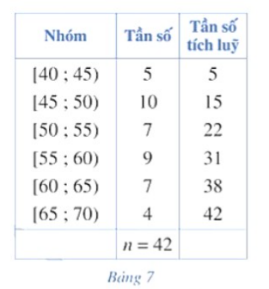 Nhóm Tần số Tần số tích luỹ
[40 ; 45) 5 5
[45 ; 50) 10 15
[50 ; 55) 7 22
[55 ; 60) 9 31
[60 ; 65) 7 38
[65 ; 70) 4 42
n = 42
Bảng 7